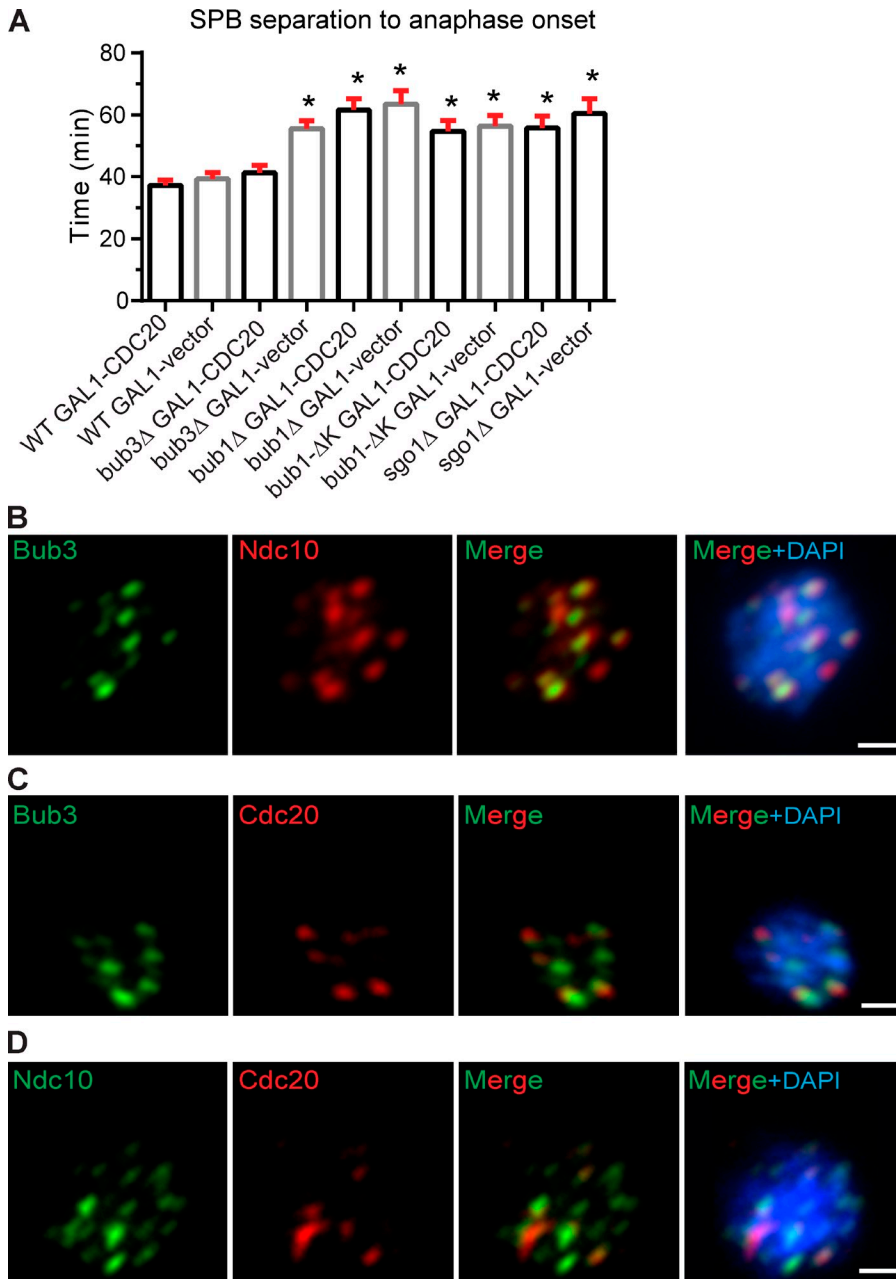 A
SPB separation to anaphase onset
Time (min)
80
60
40
20
0
* * * * * * *
WT GAL1-CDC20
WT GAL1-vector
bub3Δ GAL1-CDC20
bub3Δ GAL1-vector
bub1Δ GAL1-CDC20
bub1Δ GAL1-vector
bub1-ΔK GAL1-CDC20
bub1-ΔK GAL1-vector
sgo1Δ GAL1-CDC20
sgo1Δ GAL1-vector
B
Bub3 Ndc10 Merge Merge+DAPI
C
Bub3 Cdc20 Merge Merge+DAPI
D
Ndc10 Cdc20 Merge Merge+DAPI